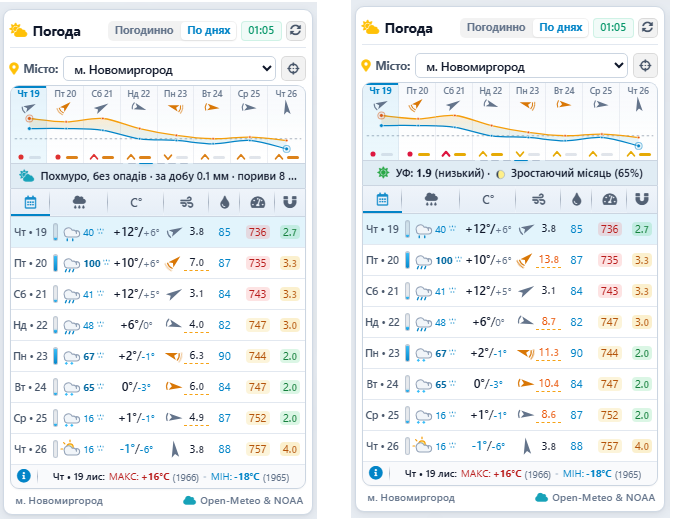 Погода
Погодинно
По днях
01:05
Місто:
м. Новомиргород
Чт 19
Пт 20
Сб 21
Нд 22
Пн 23
Вт 24
Ср 25
Чт 26
Похмуро, без опадів · за добу 0.1 мм · пориви 8 ...
C°
Чт • 19 40 +12°/+6° 3.8 85 736 2.7
Пт • 20 100 +10°/+6° 7.0 87 735 3.3
Сб • 21 41 +12°/+5° 3.1 84 743 3.3
Нд • 22 48 +6°/0° 4.0 82 747 3.0
Пн • 23 67 +2°/-1° 6.3 90 744 2.0
Вт • 24 65 0°/-3° 6.0 84 747 2.0
Ср • 25 16 +1°/-1° 4.9 87 752 2.0
Чт • 26 16 -1°/-6° 3.8 88 757 4.0
Чт • 19 лис: МАКС: +16°C (1966) · МІН: -18°C (1965)
м. Новомиргород
Open-Meteo & NOAA
Погода
Погодинно
По днях
01:05
Місто:
м. Новомиргород
Чт 19
Пт 20
Сб 21
Нд 22
Пн 23
Вт 24
Ср 25
Чт 26
УФ: 1.9 (низький) · Зростаючий місяць (65%)
C°
Чт • 19 40 +12°/+6° 3.8 85 736 2.7
Пт • 20 100 +10°/+6° 13.8 87 735 3.3
Сб • 21 41 +12°/+5° 3.1 84 743 3.3
Нд • 22 48 +6°/0° 8.7 82 747 3.0
Пн • 23 67 +2°/-1° 11.3 90 744 2.0
Вт • 24 65 0°/-3° 10.4 84 747 2.0
Ср • 25 16 +1°/-1° 8.6 87 752 2.0
Чт • 26 16 -1°/-6° 3.8 88 757 4.0
Чт • 19 лис: МАКС: +16°C (1966) · МІН: -18°C (1965)
м. Новомиргород
Open-Meteo & NOAA